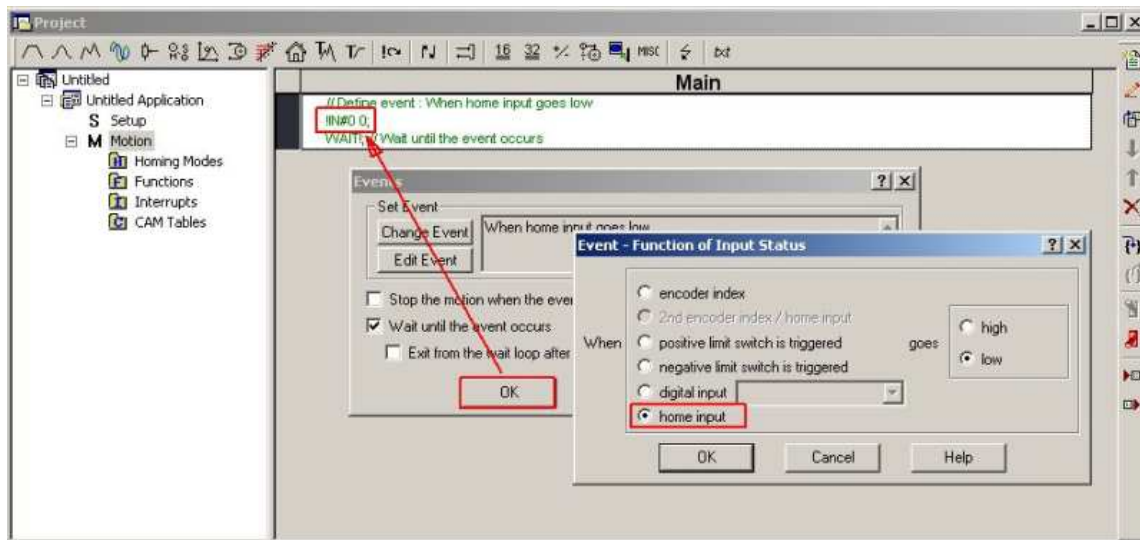 Project
16 32 MISC txt
Untitled
Untitled Application
S Setup
M Motion
Homing Modes
Functions
Interrupts
CAM Tables
Main
// Define event : When home input goes low
!IN#0 0;
WAIT!; // Wait until the event occurs
Events
Set Event
Change Event
Edit Event
When home input goes low
Stop the motion when the
Wait until the event occurs
Exit from the wait loop after
OK
Event - Function of Input Status
When
encoder index
2nd encoder index / home input
positive limit switch is triggered
negative limit switch is triggered
digital input
home input
goes
high
low
OK
Cancel
Help